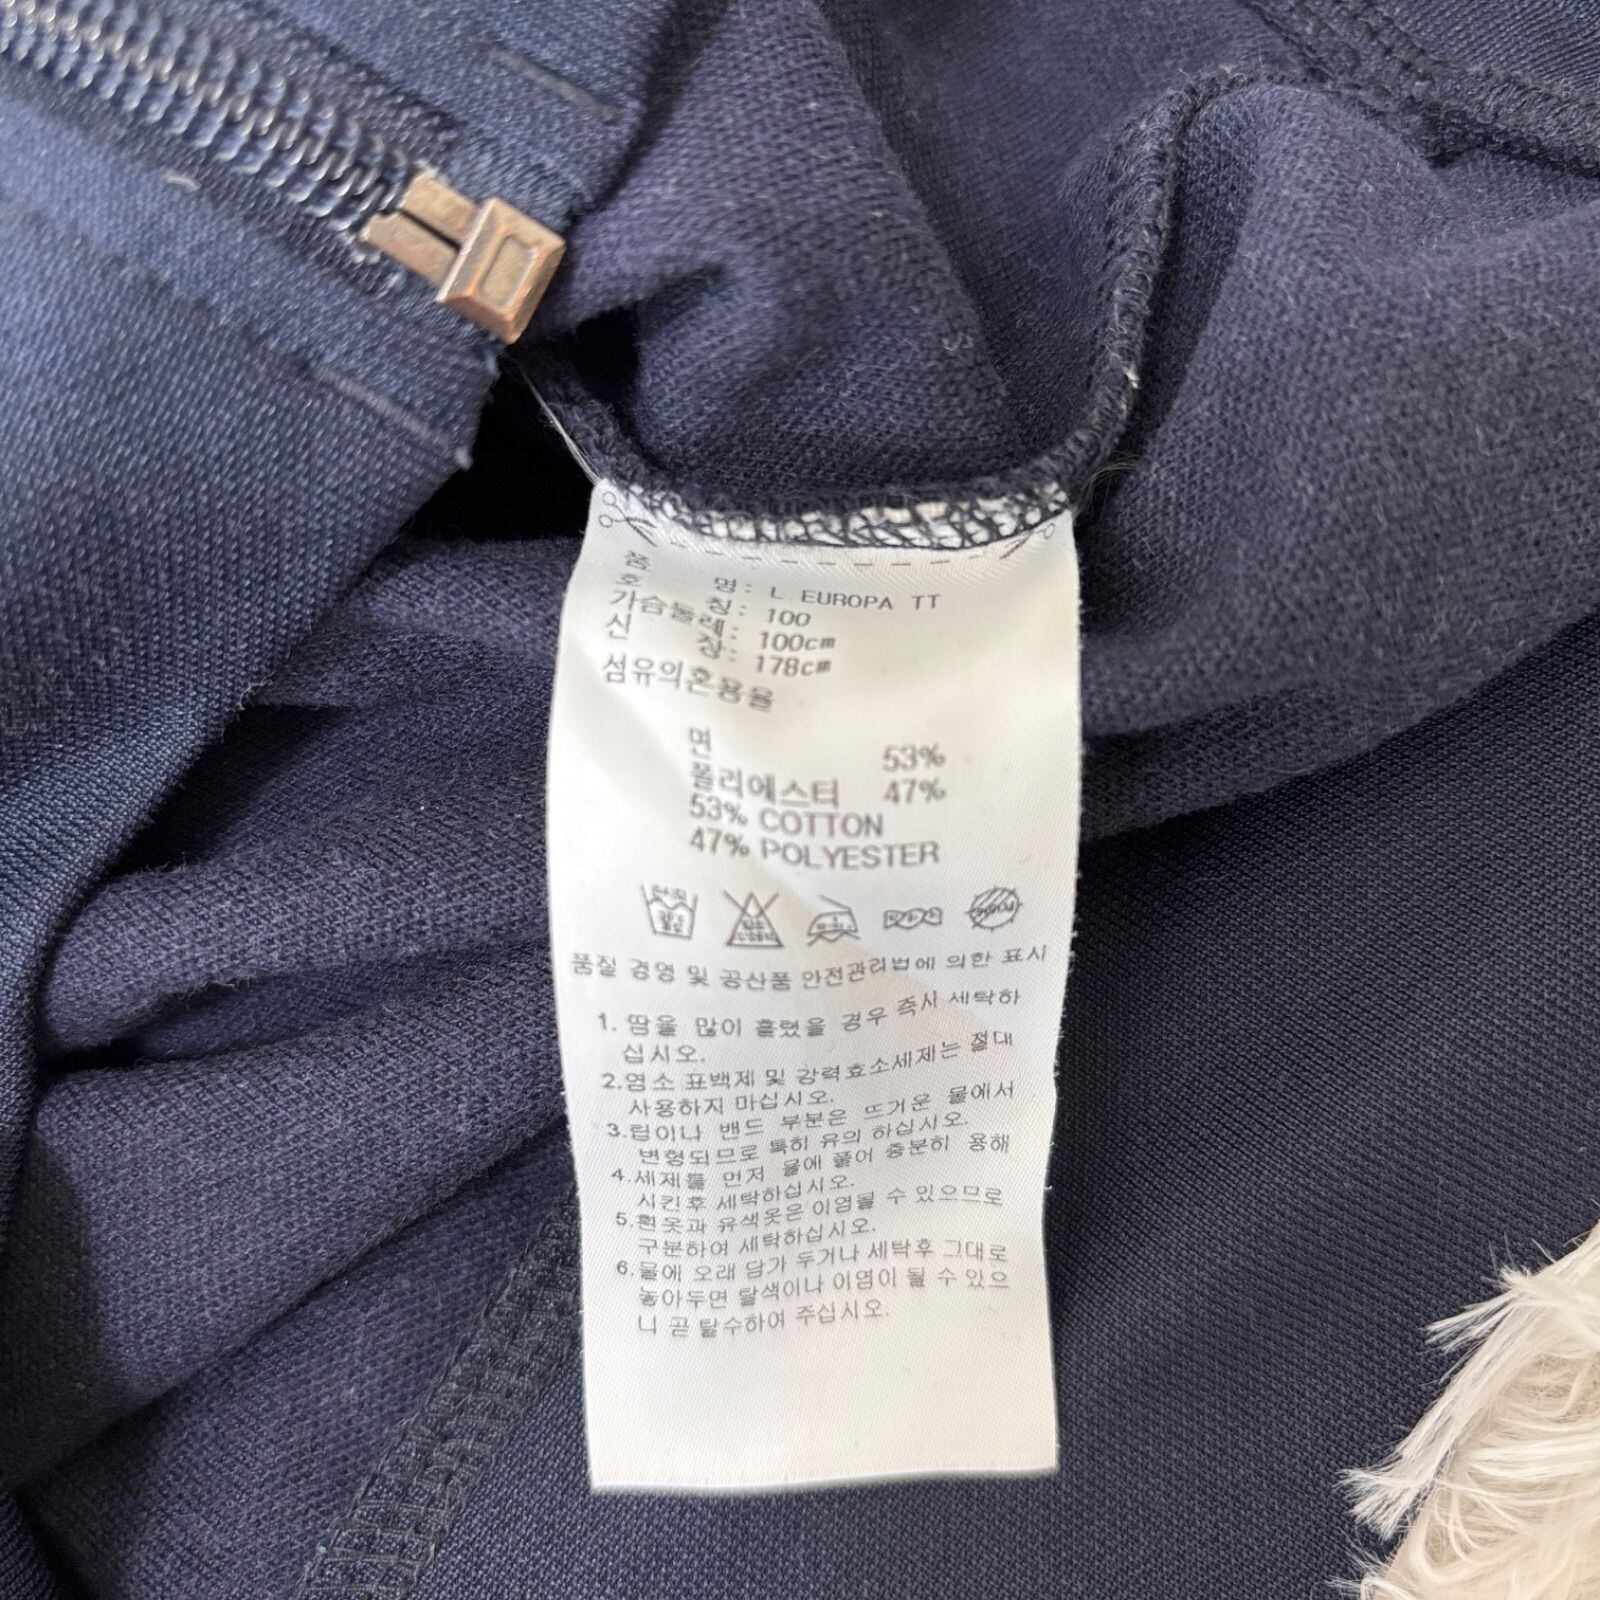 품 명: L.EUROPA TT
호 칭: 100
가슴둘레: 100cm
신 장: 178cm
섬유의혼용율
면 53%
폴리에스터 47%
53% COTTON
47% POLYESTER
품질 경영 및 공산품 안전관리법에 의한 표시
1. 땀을 많이 흘렸을 경우 즉시 세탁하
십시오.
2.염소 표백제 및 강력효소세제는 절대
사용하지 마십시오.
3.립이나 밴드 부분은 뜨거운 물에서
변형되므로 특히 유의 하십시오.
4.세제를 먼저 물에 풀어 충분히 용해
시킨후 세탁하십시오.
5.흰옷과 유색옷은 이염될 수 있으므로
구분하여 세탁하십시오.
6.물에 오래 담가 두거나 세탁후 그대로
놓아두면 탈색이나 이염이 될 수 있으
니 곧 탈수하여 주십시오.